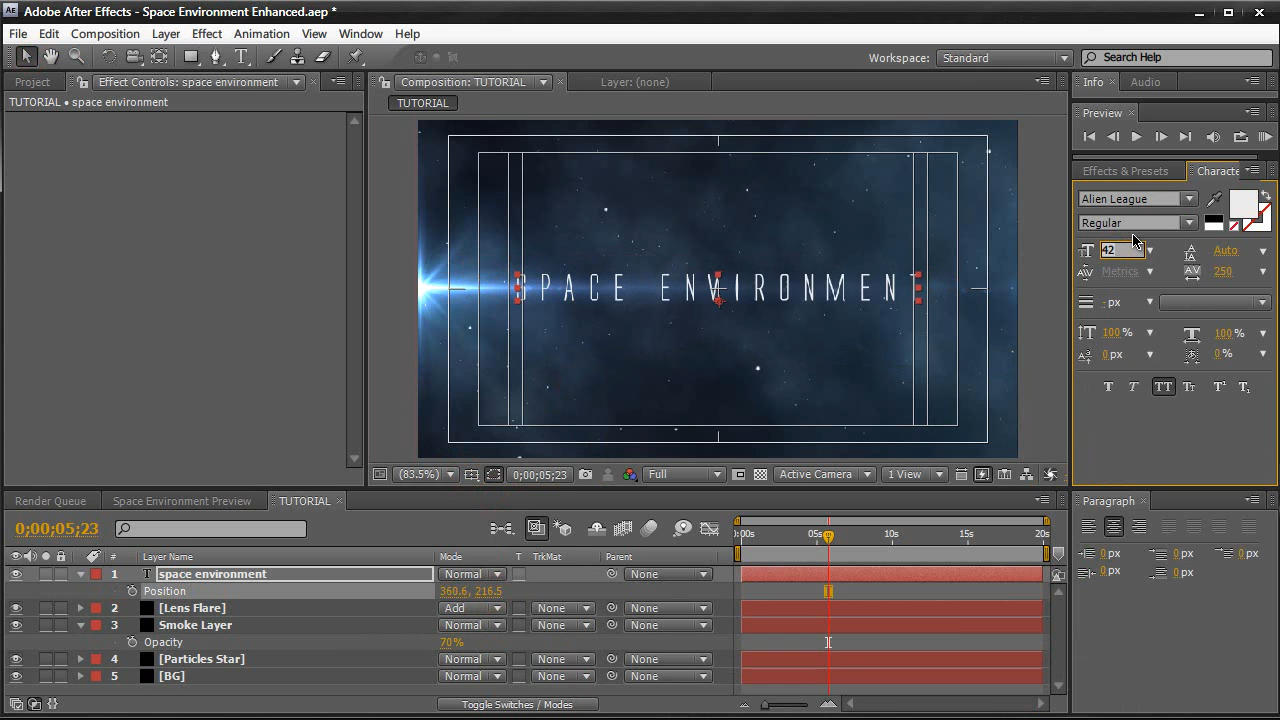 Adobe After Effects - Space Environment Enhanced.aep *
File Edit Composition Layer Effect Animation View Window Help
Workspace: Standard Search Help
Project Effect Controls: space environment
Composition: TUTORIAL Layer: (none)
Info Audio
TUTORIAL • space environment
TUTORIAL
Preview
Effects & Presets Characte
Alien League
Regular
42 Auto
Metrics 250
- px
100 % 100 %
0 px 0 %
T T TT Tr T¹ T₁
SPACE ENVIRONMENT
(83.5%) 0;00;05;23 Full Active Camera 1 View
Render Queue Space Environment Preview TUTORIAL
Paragraph
0;00;05;23
0:00s 05s 10s 15s 20s
# Layer Name Mode T TrkMat Parent
0 px 0 px 0 px
0 px 0 px
1 T space environment Normal None
Position 360.6, 216.5
2 [Lens Flare] Add None None
3 Smoke Layer Normal None None
Opacity 70%
4 [Particles Star] Normal None None
5 [BG] Normal None None
Toggle Switches / Modes